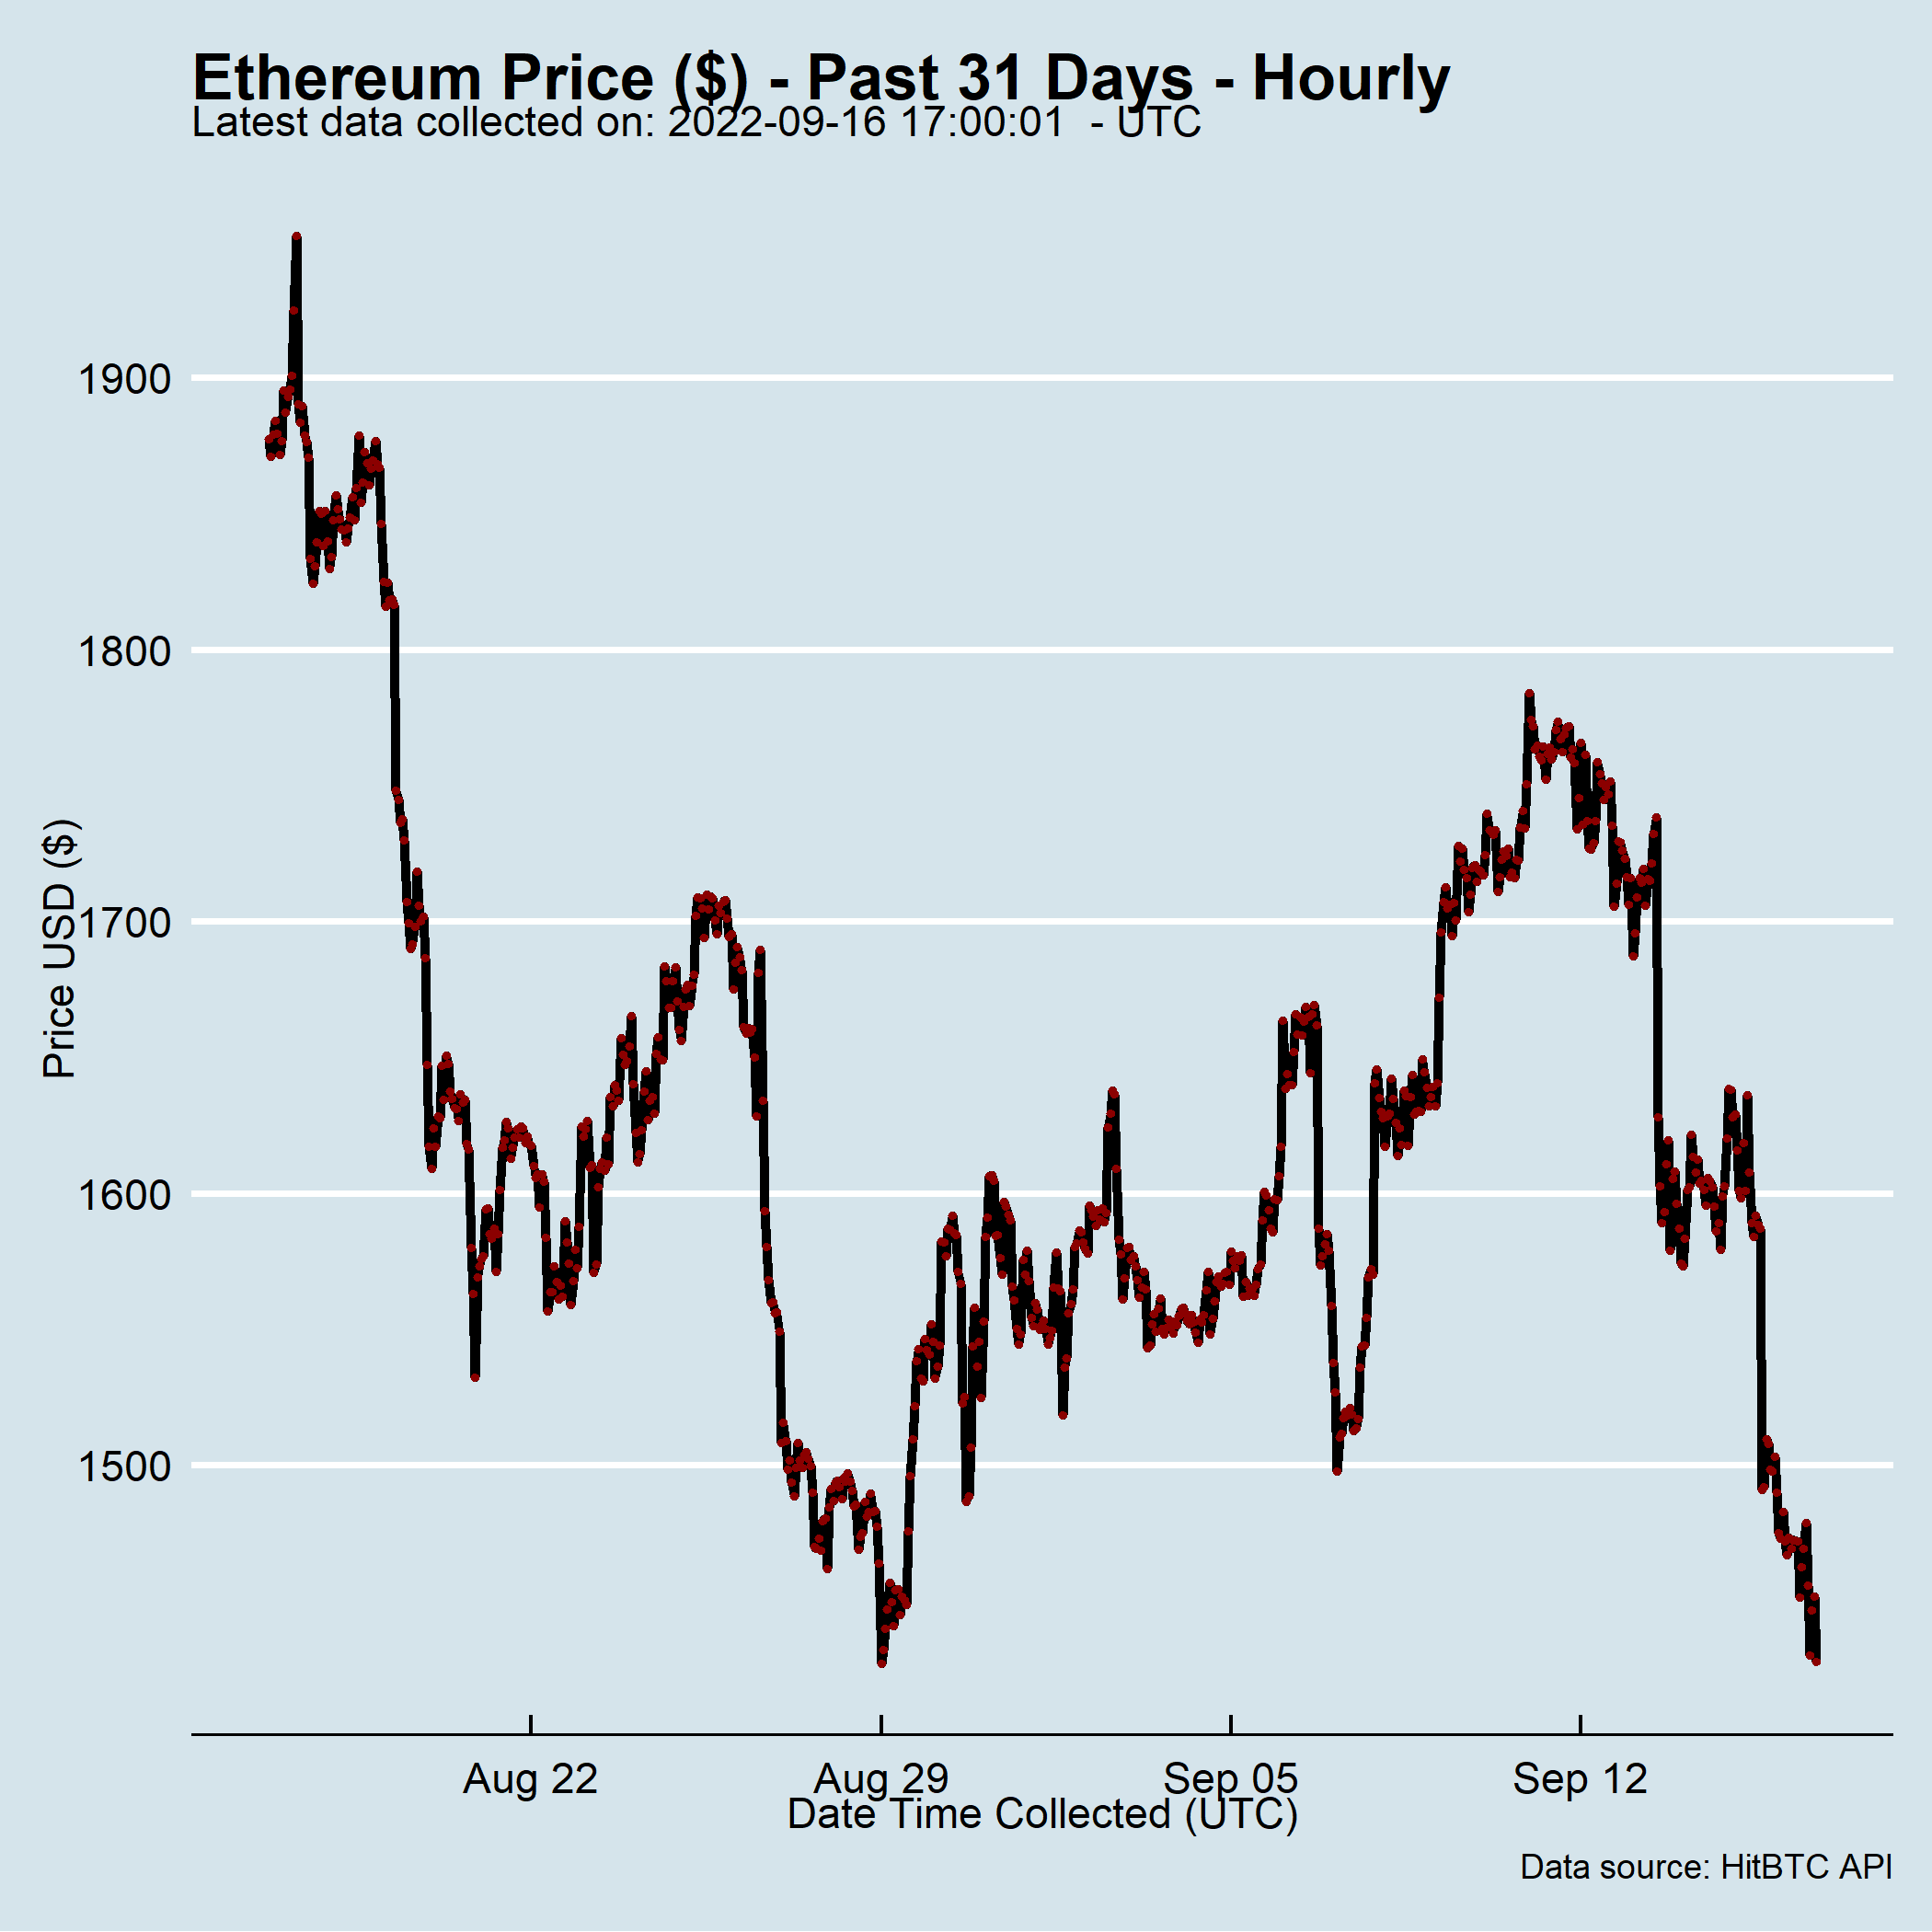 Ethereum Price ($) - Past 31 Days - Hourly
Latest data collected on: 2022-09-16 17:00:01  - UTC
1900
1800
1700
1600
1500
Price USD ($)
Aug 22
Aug 29
Sep 05
Sep 12
Date Time Collected (UTC)
Data source: HitBTC API